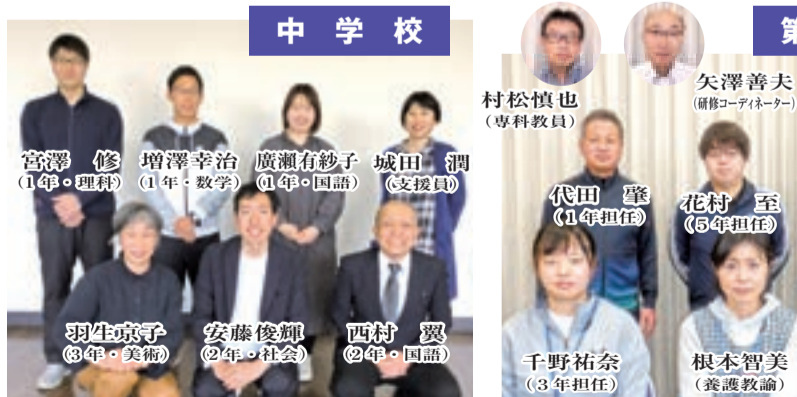 中学校
宮澤　修
(1年・理科)
増澤幸治
(1年・数学)
廣瀬有紗子
(1年・国語)
城田　潤
(支援員)
羽生京子
(3年・美術)
安藤俊輝
(2年・社会)
西村　翼
(2年・国語)
第
村松慎也
(専科教員)
矢澤善夫
(研修コーディネーター)
代田　肇
(1年担任)
花村　至
(5年担任)
千野祐奈
(3年担任)
根本智美
(養護教諭)